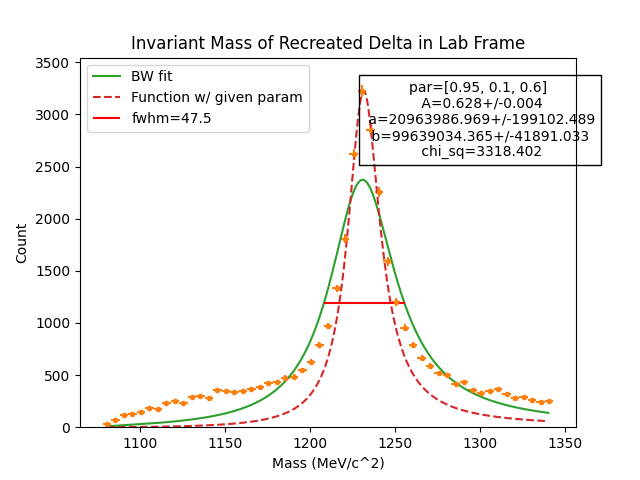 Invariant Mass of Recreated Delta in Lab Frame
BW fit
Function w/ given param
fwhm=47.5
par=[0.95, 0.1, 0.6]
A=0.628+/-0.004
a=20963986.969+/-199102.489
b=99639034.365+/-41891.033
chi_sq=3318.402
3500
3000
2500
2000
1500
1000
500
0
Count
1100 1150 1200 1250 1300 1350
Mass (MeV/c^2)